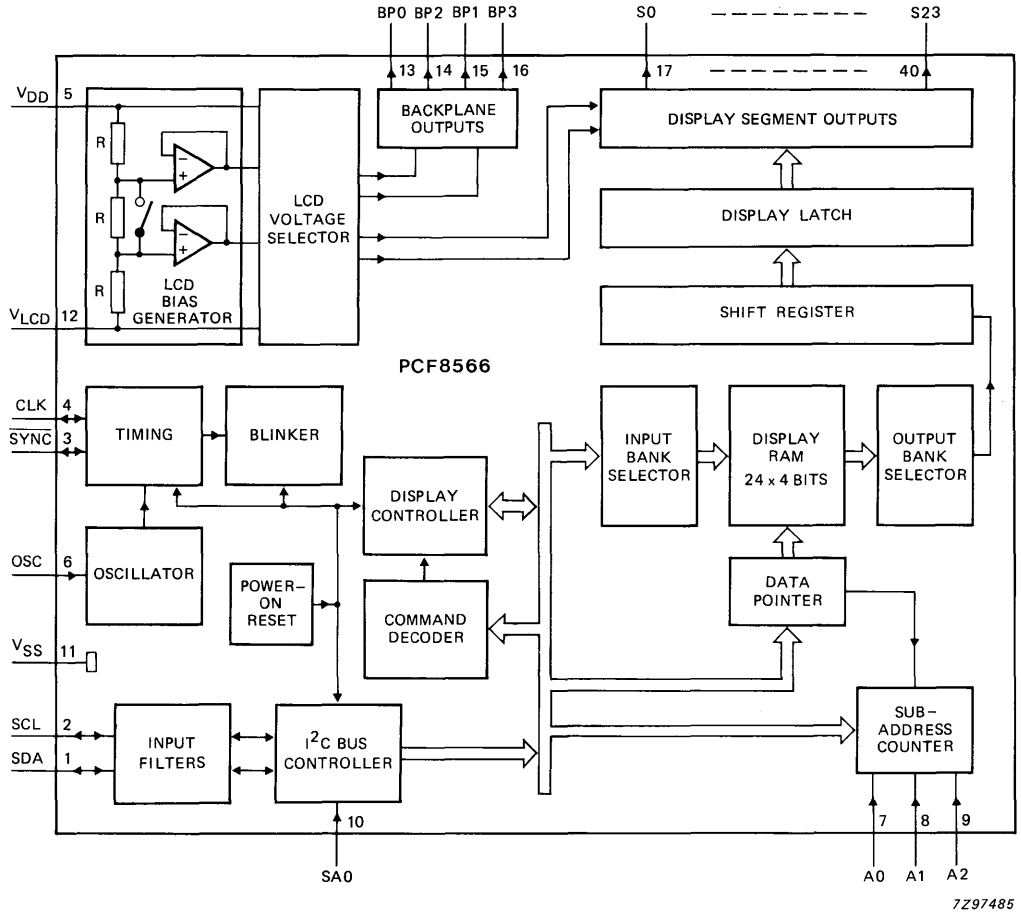 BP0 BP2 BP1 BP3 S0 S23
13 14 15 16 17 40
VDD 5
BACKPLANE
OUTPUTS
DISPLAY SEGMENT OUTPUTS
R
R
R
LCD
VOLTAGE
SELECTOR
DISPLAY LATCH
LCD
BIAS
GENERATOR
VLCD 12
SHIFT REGISTER
PCF8566
CLK 4
SYNC 3
TIMING
BLINKER
DISPLAY
CONTROLLER
INPUT
BANK
SELECTOR
DISPLAY
RAM
24 x 4 BITS
OUTPUT
BANK
SELECTOR
OSC 6
OSCILLATOR
POWER–
ON
RESET
COMMAND
DECODER
DATA
POINTER
VSS 11
SCL 2
SDA 1
INPUT
FILTERS
I2C BUS
CONTROLLER
SUB–
ADDRESS
COUNTER
10 7 8 9
SA0 A0 A1 A2
7Z97485